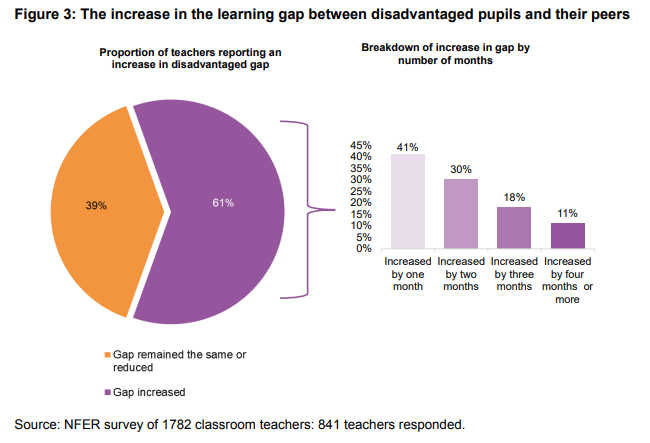 Figure 3: The increase in the learning gap between disadvantaged pupils and their peers
Proportion of teachers reporting an
increase in disadvantaged gap
39%
61%
Gap remained the same or
reduced
Gap increased
Breakdown of increase in gap by
number of months
45%
40%
35%
30%
25%
20%
15%
10%
5%
0%
41%
30%
18%
11%
Increased
by one
month
Increased
by two
months
Increased
by three
months
Increased
by four
months or
more
Source: NFER survey of 1782 classroom teachers: 841 teachers responded.